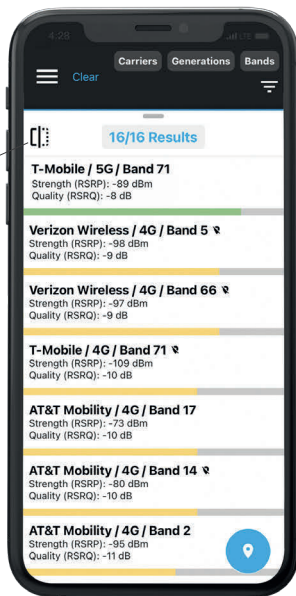 4:28 LTE
Carriers Generations Bands
Clear
16/16 Results
T-Mobile / 5G / Band 71
Strength (RSRP): -89 dBm
Quality (RSRQ): -8 dB
Verizon Wireless / 4G / Band 5
Strength (RSRP): -98 dBm
Quality (RSRQ): -9 dB
Verizon Wireless / 4G / Band 66
Strength (RSRP): -97 dBm
Quality (RSRQ): -9 dB
T-Mobile / 4G / Band 71
Strength (RSRP): -109 dBm
Quality (RSRQ): -10 dB
AT&T Mobility / 4G / Band 17
Strength (RSRP): -73 dBm
Quality (RSRQ): -10 dB
AT&T Mobility / 4G / Band 14
Strength (RSRP): -80 dBm
Quality (RSRQ): -10 dB
AT&T Mobility / 4G / Band 2
Strength (RSRP): -95 dBm
Quality (RSRQ): -11 dB